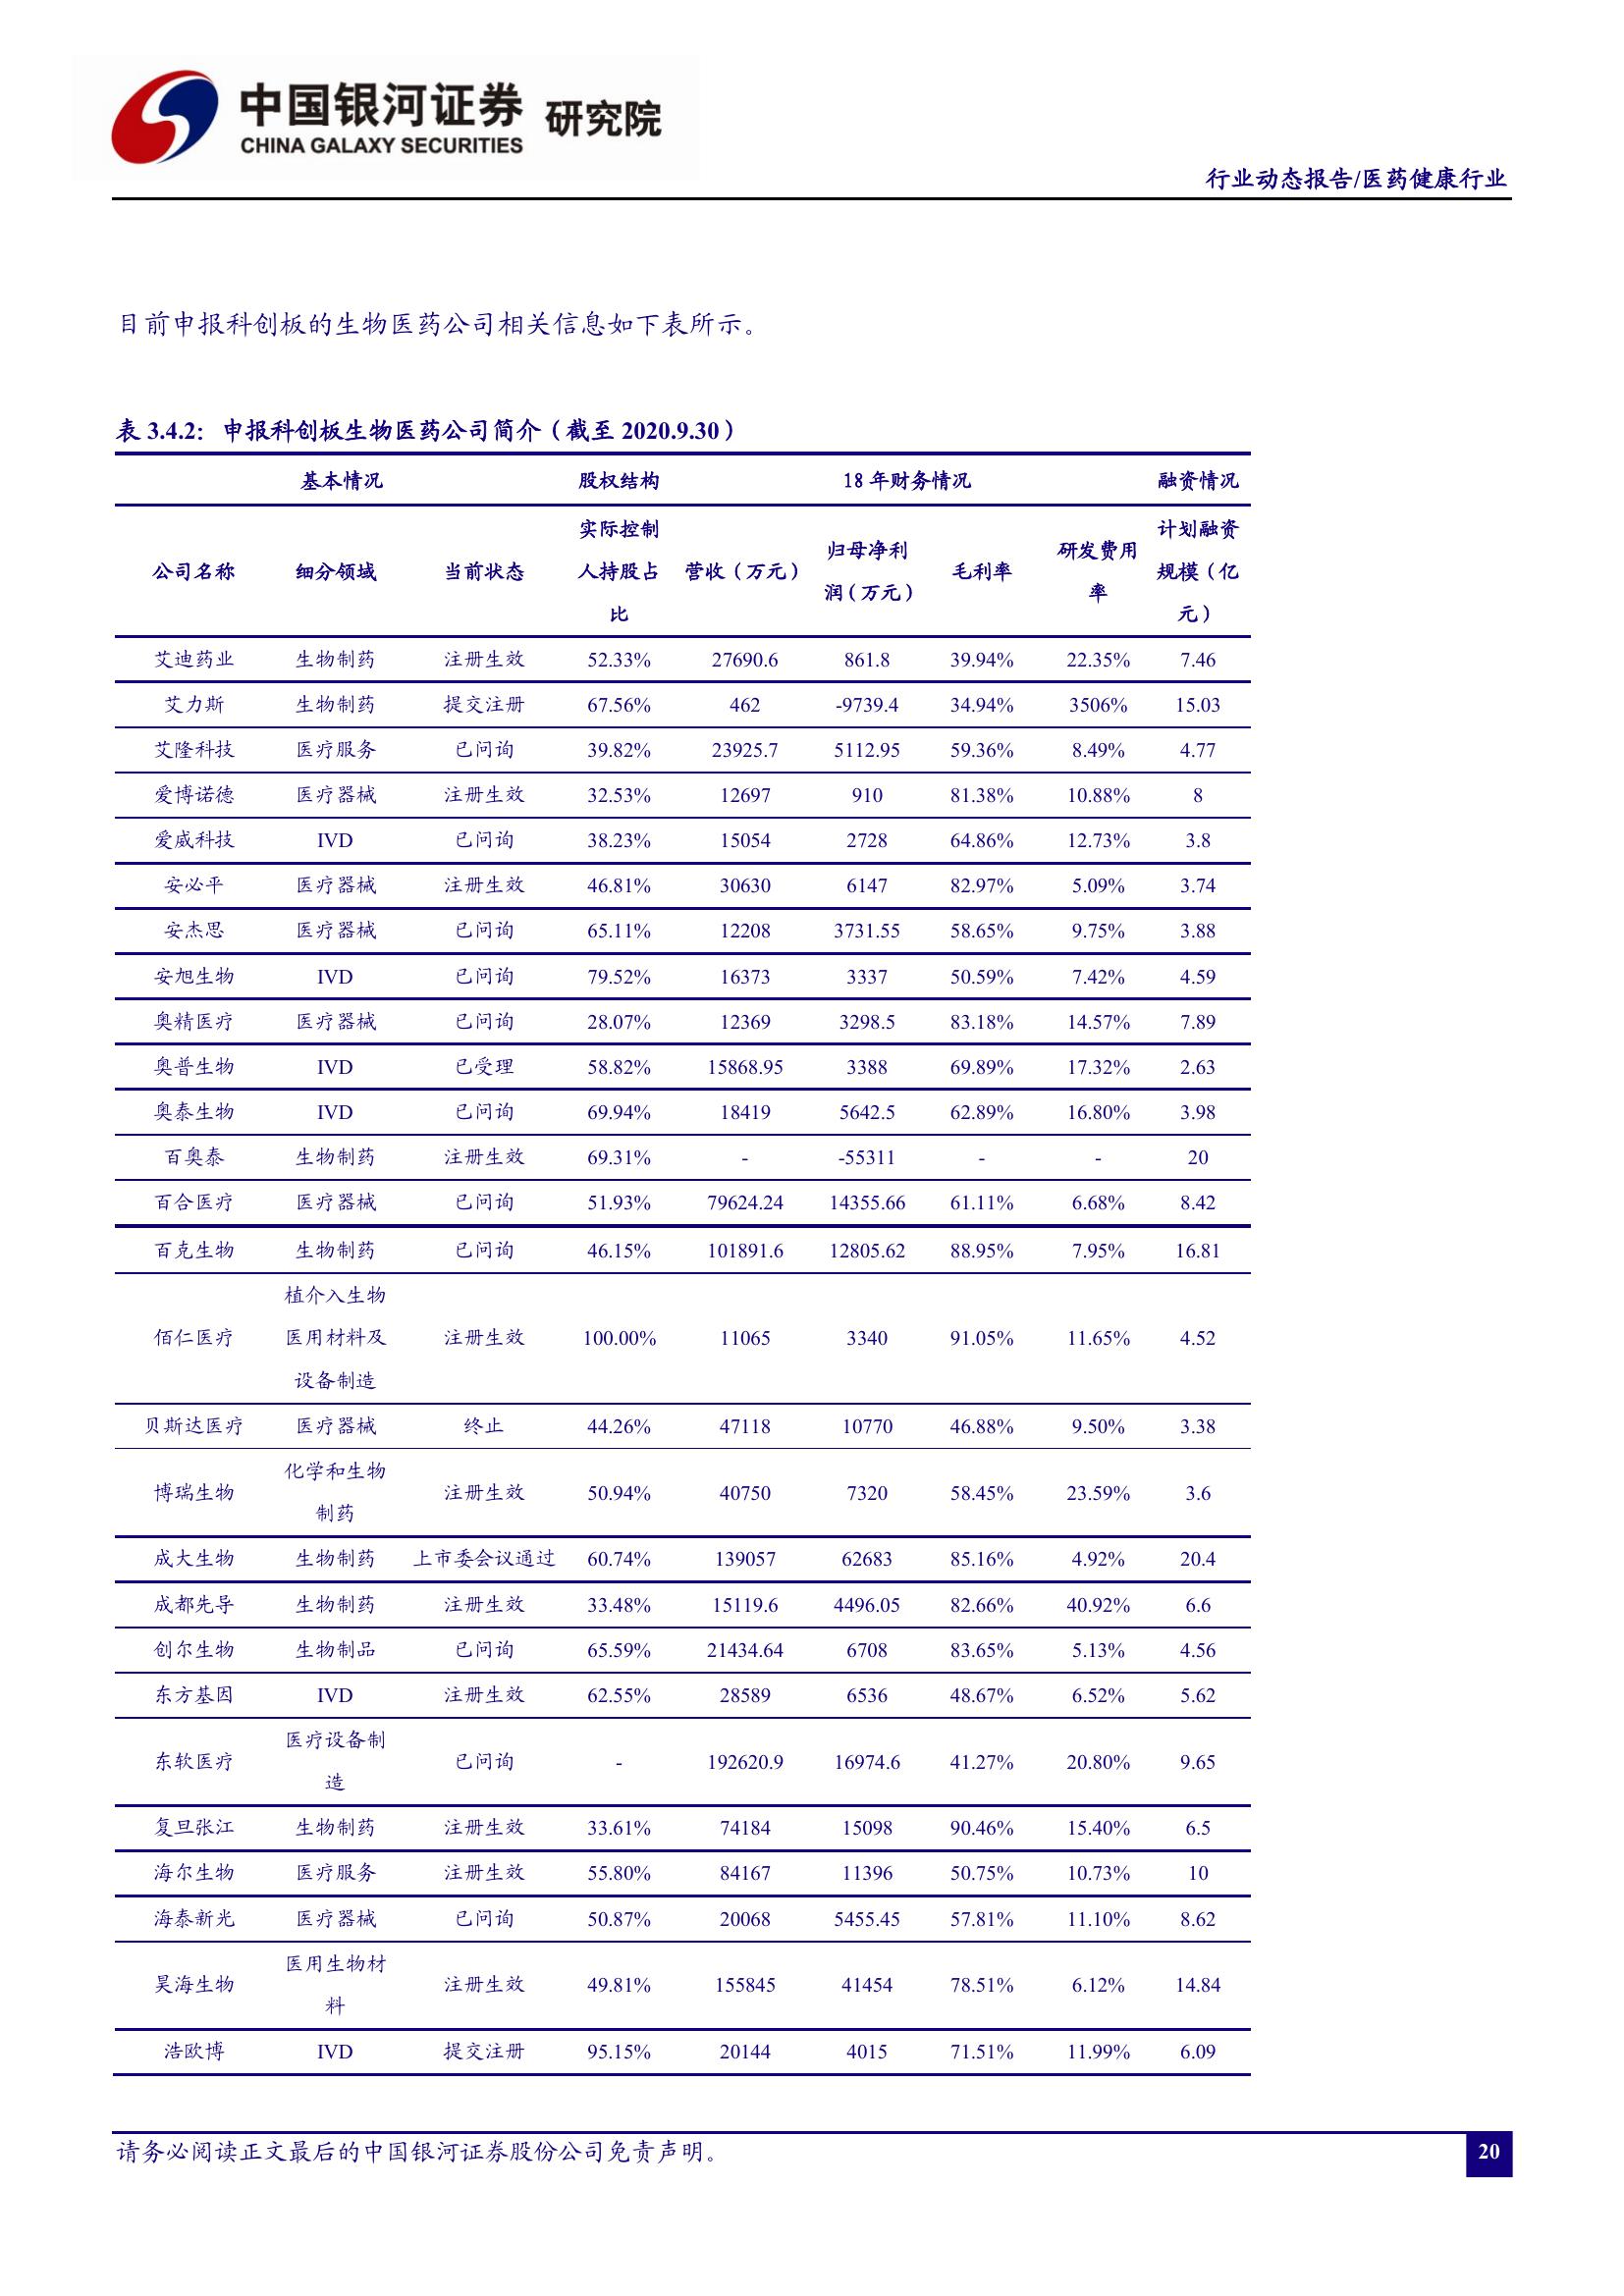 中国银河证券 研究院
CHINA GALAXY SECURITIES
行业动态报告/医药健康行业
目前申报科创板的生物医药公司相关信息如下表所示。
表 3.4.2: 申报科创板生物医药公司简介（截至 2020.9.30）
基本情况 股权结构 18 年财务情况 融资情况
公司名称 细分领域 当前状态 实际控制人持股占比 营收（万元） 归母净利润（万元） 毛利率 研发费用率 计划融资规模（亿元）
艾迪药业 生物制药 注册生效 52.33% 27690.6 861.8 39.94% 22.35% 7.46
艾力斯 生物制药 提交注册 67.56% 462 -9739.4 34.94% 3506% 15.03
艾隆科技 医疗服务 已问询 39.82% 23925.7 5112.95 59.36% 8.49% 4.77
爱博诺德 医疗器械 注册生效 32.53% 12697 910 81.38% 10.88% 8
爱威科技 IVD 已问询 38.23% 15054 2728 64.86% 12.73% 3.8
安必平 医疗器械 注册生效 46.81% 30630 6147 82.97% 5.09% 3.74
安杰思 医疗器械 已问询 65.11% 12208 3731.55 58.65% 9.75% 3.88
安旭生物 IVD 已问询 79.52% 16373 3337 50.59% 7.42% 4.59
奥精医疗 医疗器械 已问询 28.07% 12369 3298.5 83.18% 14.57% 7.89
奥普生物 IVD 已受理 58.82% 15868.95 3388 69.89% 17.32% 2.63
奥泰生物 IVD 已问询 69.94% 18419 5642.5 62.89% 16.80% 3.98
百奥泰 生物制药 注册生效 69.31% - -55311 - - 20
百合医疗 医疗器械 已问询 51.93% 79624.24 14355.66 61.11% 6.68% 8.42
百克生物 生物制药 已问询 46.15% 101891.6 12805.62 88.95% 7.95% 16.81
佰仁医疗 植介入生物医用材料及设备制造 注册生效 100.00% 11065 3340 91.05% 11.65% 4.52
贝斯达医疗 医疗器械 终止 44.26% 47118 10770 46.88% 9.50% 3.38
博瑞生物 化学和生物制药 注册生效 50.94% 40750 7320 58.45% 23.59% 3.6
成大生物 生物制药 上市委会议通过 60.74% 139057 62683 85.16% 4.92% 20.4
成都先导 生物制药 注册生效 33.48% 15119.6 4496.05 82.66% 40.92% 6.6
创尔生物 生物制品 已问询 65.59% 21434.64 6708 83.65% 5.13% 4.56
东方基因 IVD 注册生效 62.55% 28589 6536 48.67% 6.52% 5.62
东软医疗 医疗设备制造 已问询 - 192620.9 16974.6 41.27% 20.80% 9.65
复旦张江 生物制药 注册生效 33.61% 74184 15098 90.46% 15.40% 6.5
海尔生物 医疗服务 注册生效 55.80% 84167 11396 50.75% 10.73% 10
海泰新光 医疗器械 已问询 50.87% 20068 5455.45 57.81% 11.10% 8.62
昊海生物 医用生物材料 注册生效 49.81% 155845 41454 78.51% 6.12% 14.84
浩欧博 IVD 提交注册 95.15% 20144 4015 71.51% 11.99% 6.09
请务必阅读正文最后的中国银河证券股份公司免责声明。
20